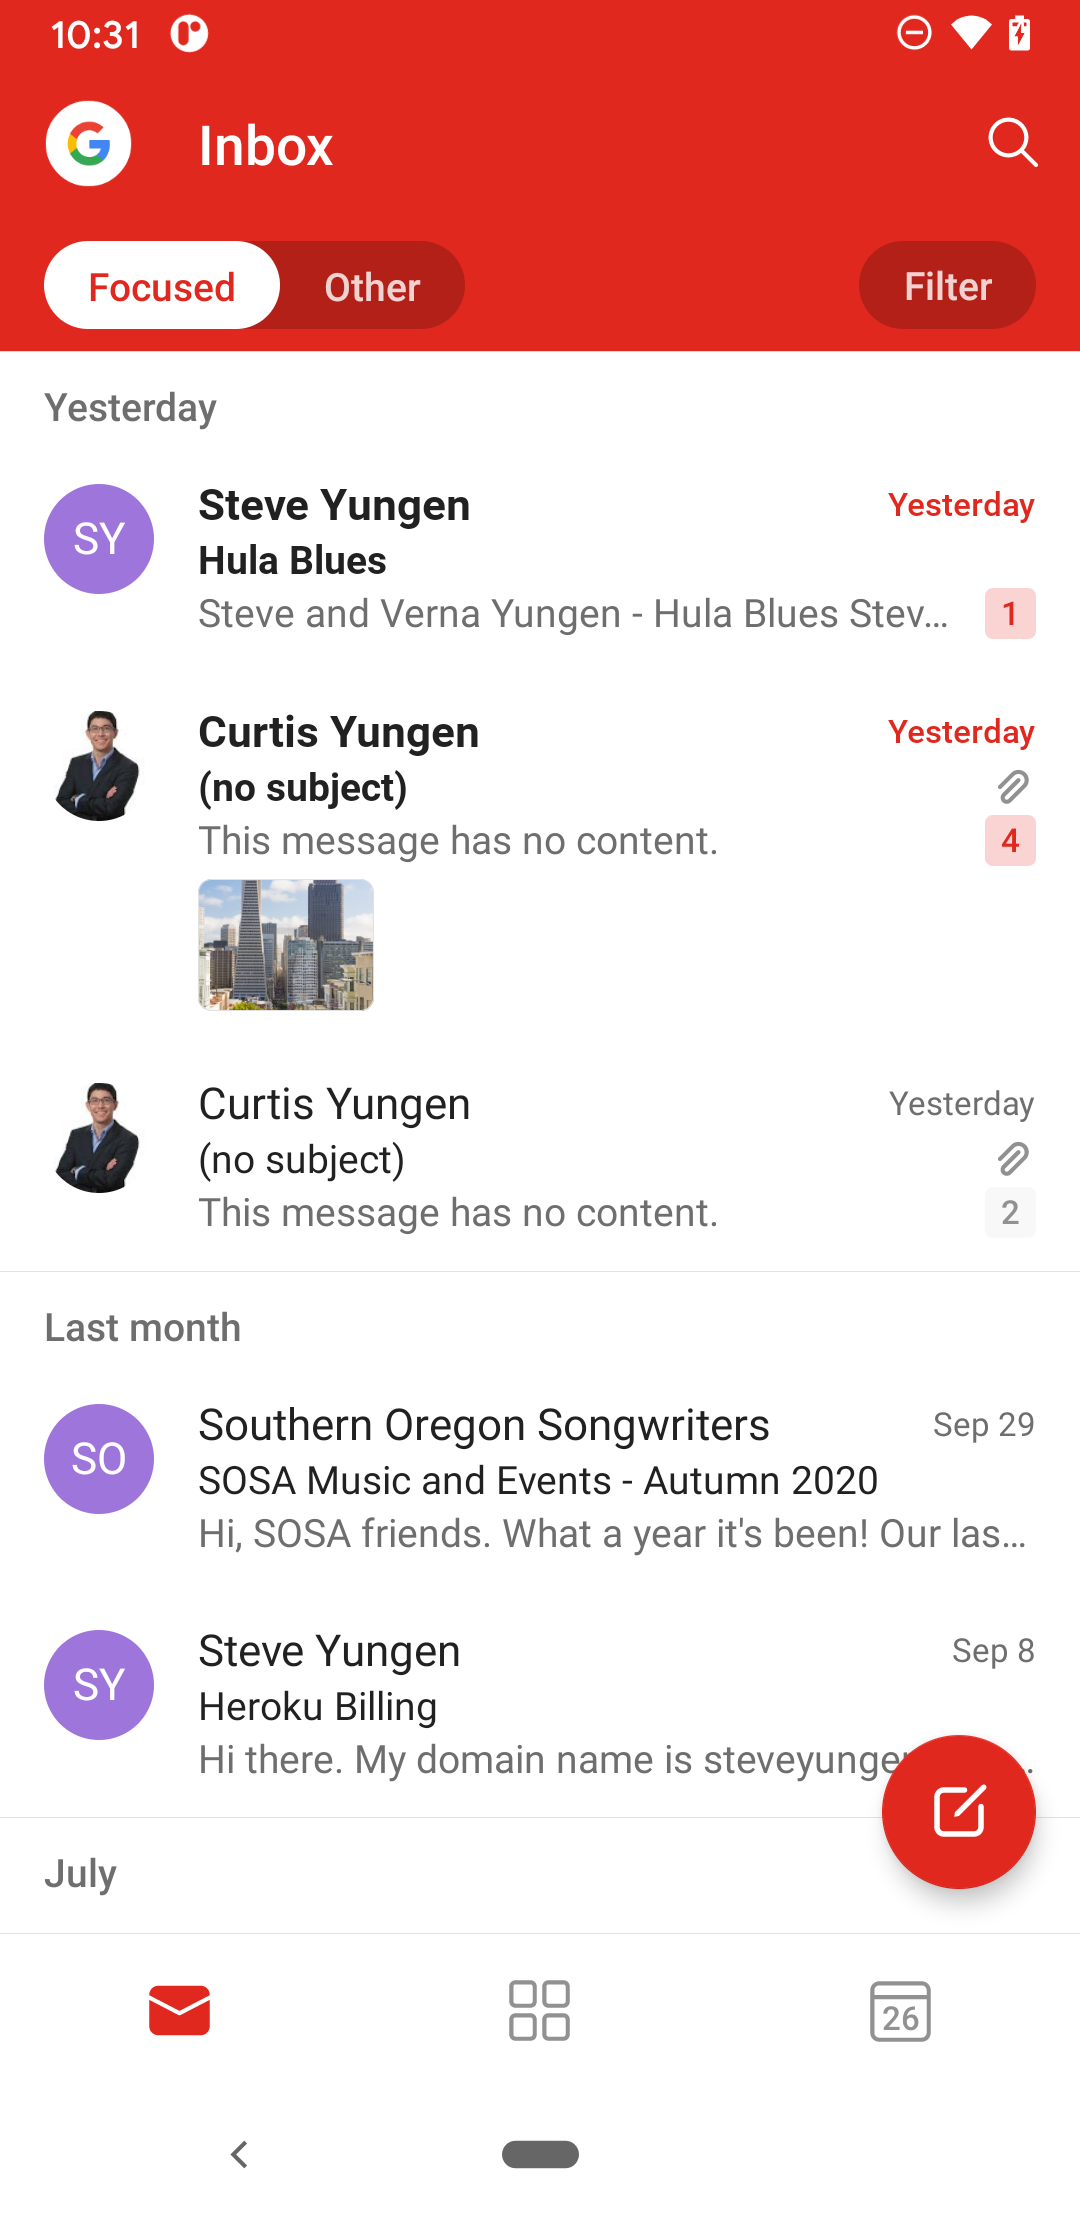 10:31
Inbox
Focused
Other
Filter
Yesterday
SY
Steve Yungen
Yesterday
Hula Blues
Steve and Verna Yungen - Hula Blues Stev...
1
Curtis Yungen
Yesterday
(no subject)
This message has no content.
4
Curtis Yungen
Yesterday
(no subject)
This message has no content.
2
Last month
SO
Southern Oregon Songwriters
Sep 29
SOSA Music and Events - Autumn 2020
Hi, SOSA friends. What a year it's been! Our las...
SY
Steve Yungen
Sep 8
Heroku Billing
Hi there. My domain name is
July
26